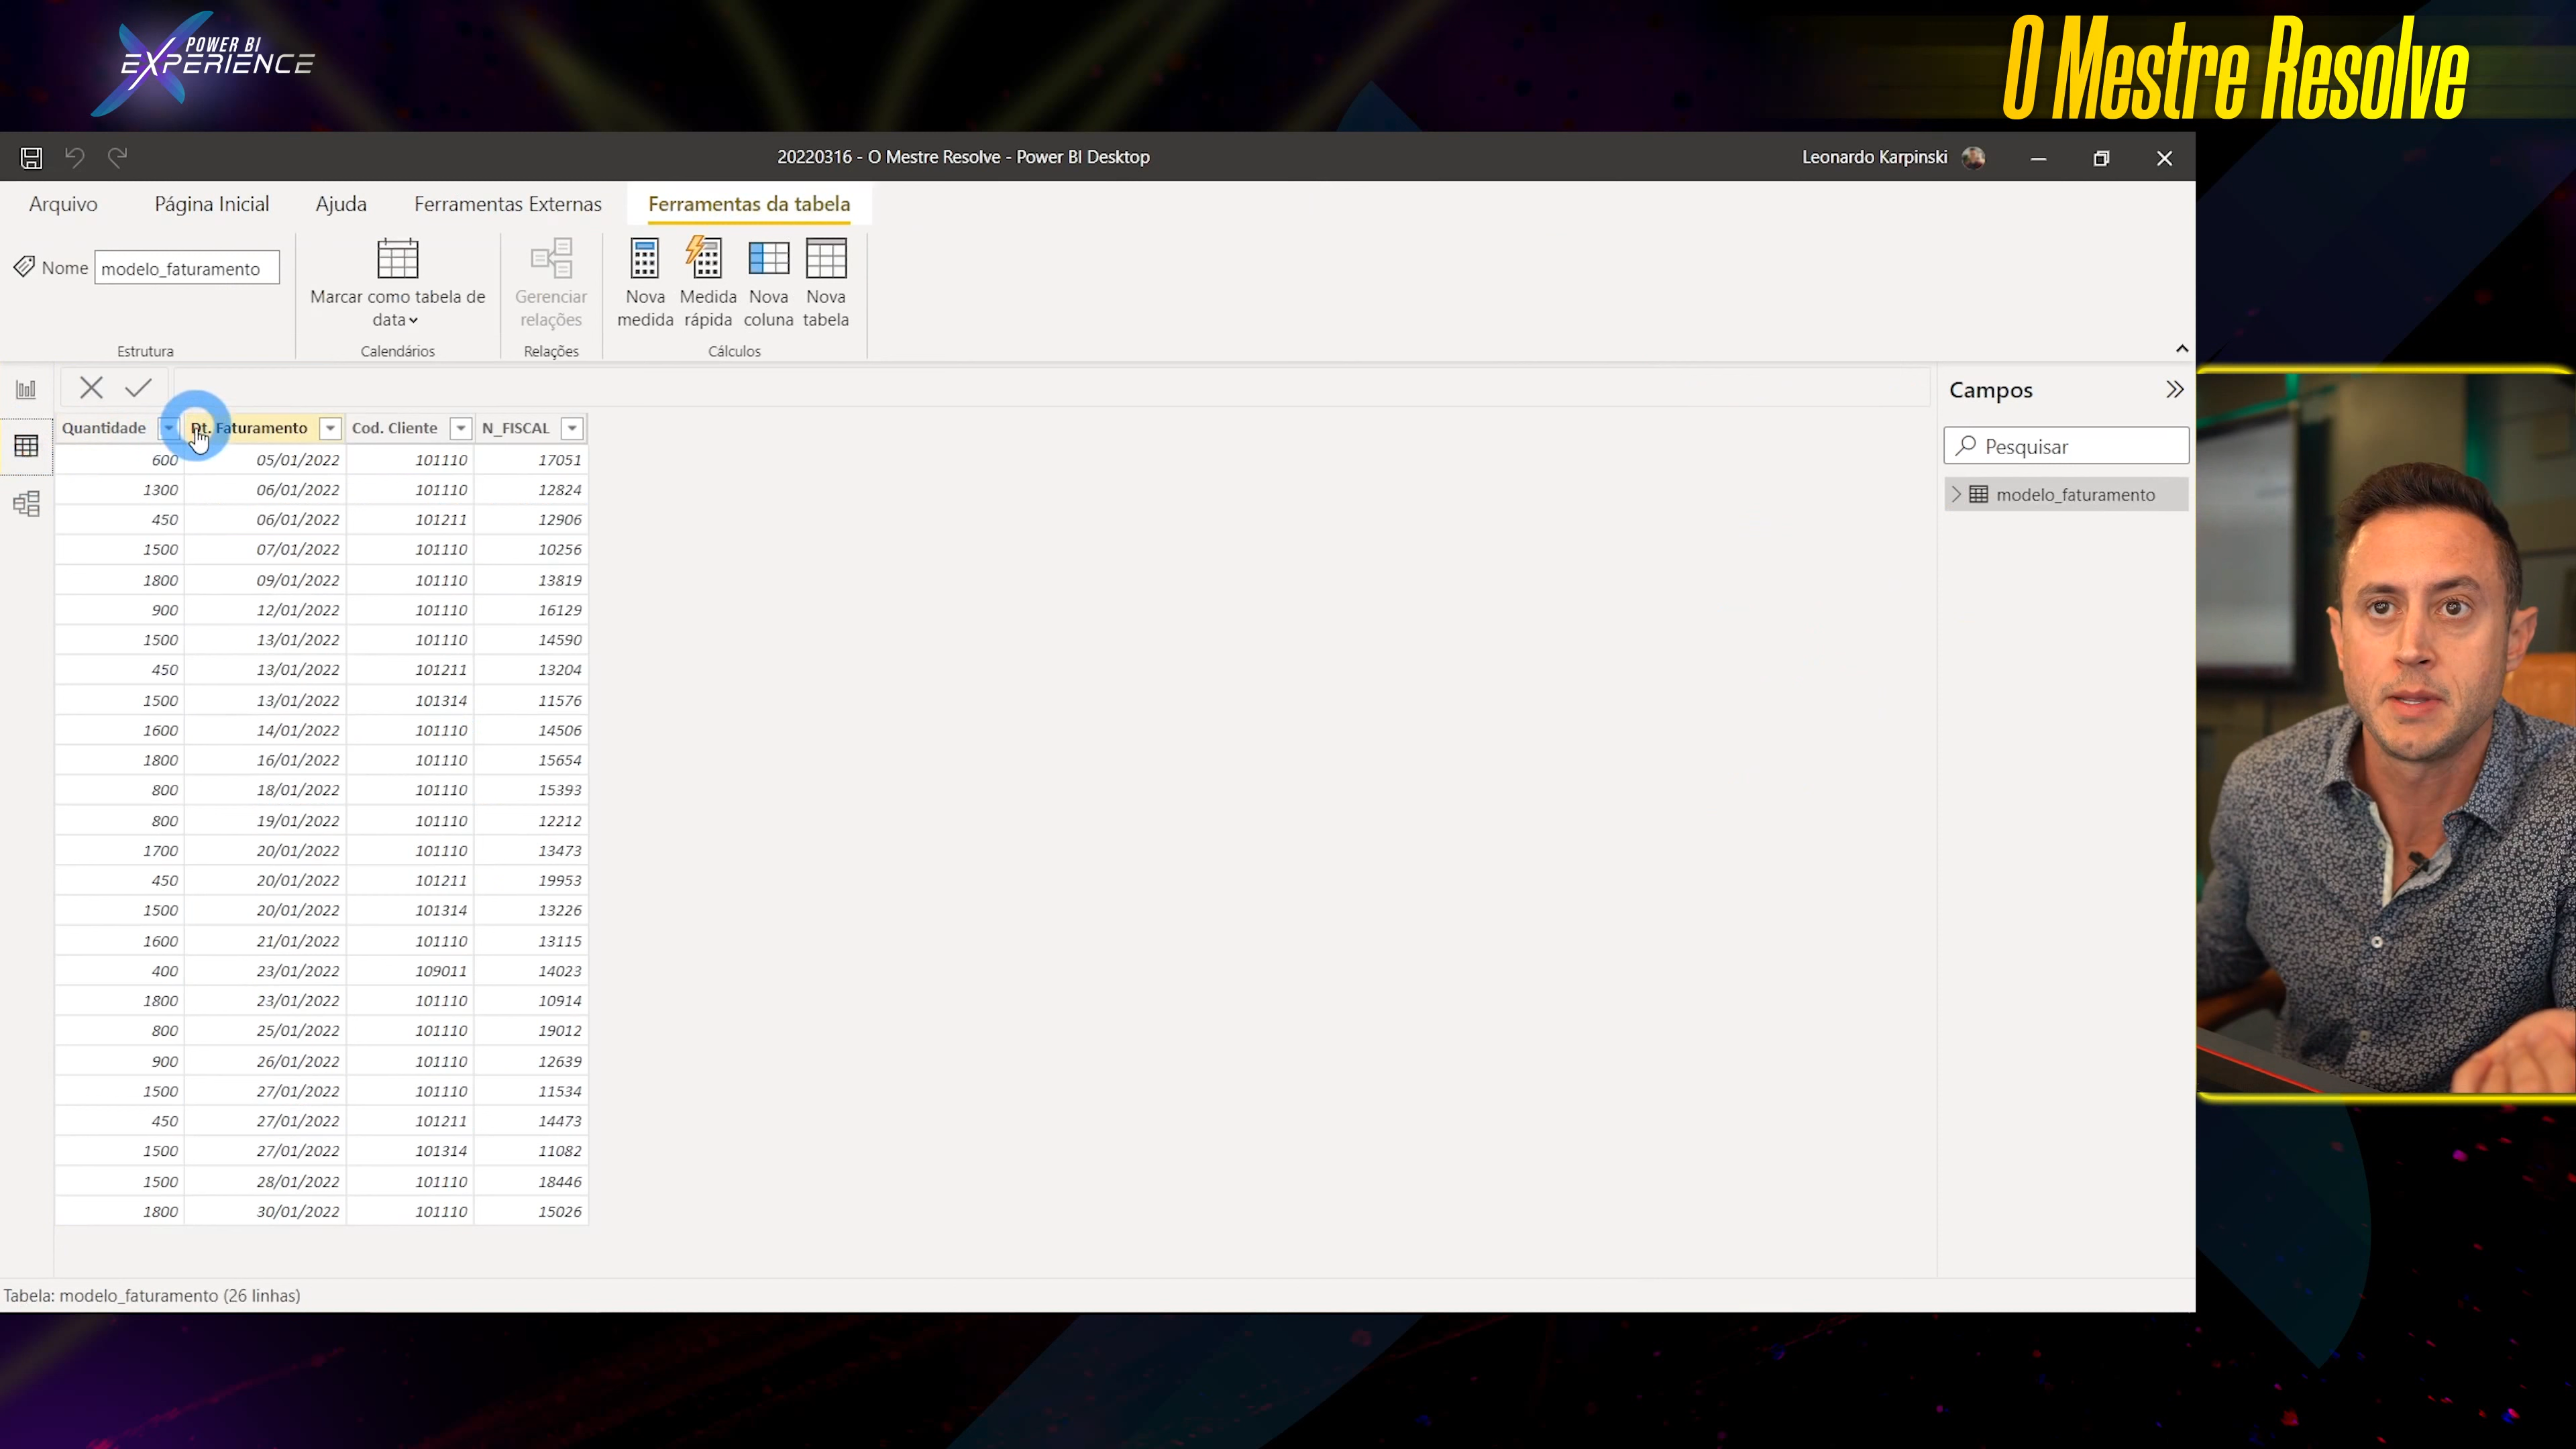 POWER BI
EXPERIENCE
O Mestre Resolve
20220316 - O Mestre Resolve - Power BI Desktop
Leonardo Karpinski
Arquivo Página Inicial Ajuda Ferramentas Externas Ferramentas da tabela
Nome modelo_faturamento
Marcar como tabela de
data
Gerenciar
relações
Nova
medida
Medida
rápida
Nova
coluna
Nova
tabela
Estrutura Calendários Relações Cálculos
Campos
Pesquisar
modelo_faturamento
Quantidade Dt. Faturamento Cod. Cliente N_FISCAL
600 05/01/2022 101110 17051
1300 06/01/2022 101110 12824
450 06/01/2022 101211 12906
1500 07/01/2022 101110 10256
1800 09/01/2022 101110 13819
900 12/01/2022 101110 16129
1500 13/01/2022 101110 14590
450 13/01/2022 101211 13204
1500 13/01/2022 101314 11576
1600 14/01/2022 101110 14506
1800 16/01/2022 101110 15654
800 18/01/2022 101110 15393
800 19/01/2022 101110 12212
1700 20/01/2022 101110 13473
450 20/01/2022 101211 19953
1500 20/01/2022 101314 13226
1600 21/01/2022 101110 13115
400 23/01/2022 109011 14023
1800 23/01/2022 101110 10914
800 25/01/2022 101110 19012
900 26/01/2022 101110 12639
1500 27/01/2022 101110 11534
450 27/01/2022 101211 14473
1500 27/01/2022 101314 11082
1500 28/01/2022 101110 18446
1800 30/01/2022 101110 15026
Tabela: modelo_faturamento (26 linhas)